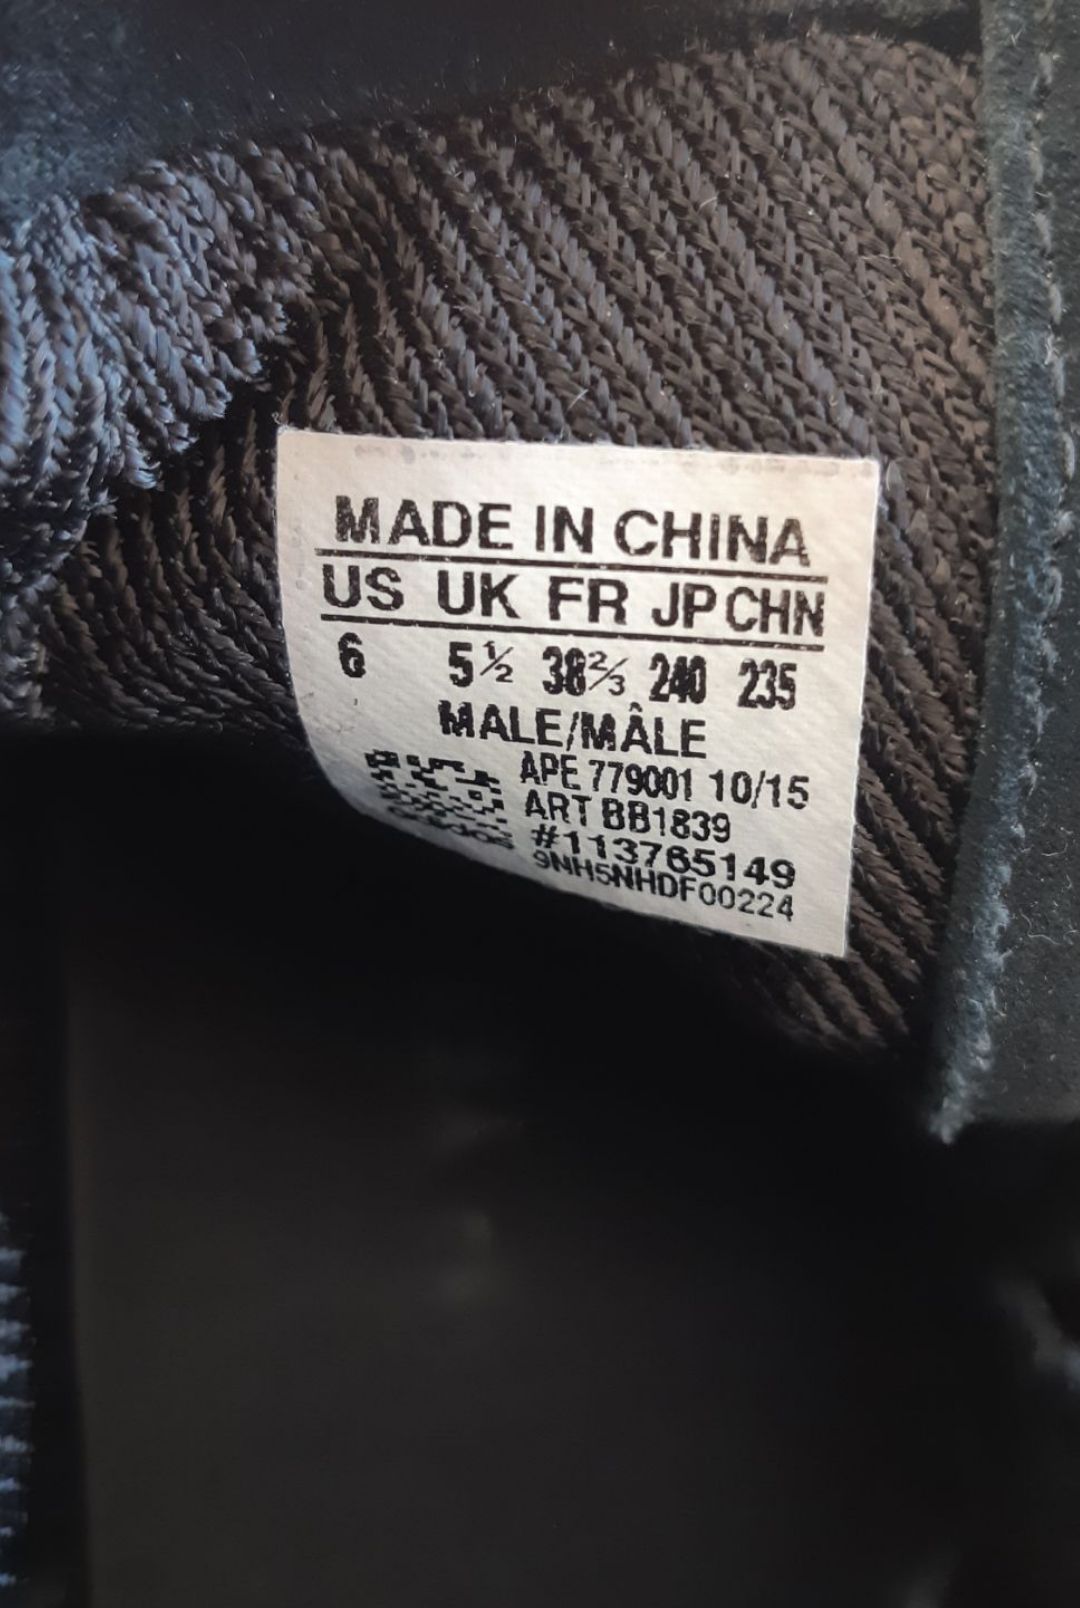 MADE IN CHINA
US UK FR JP CHN
6 5½ 38⅔ 240 235
MALE/MÂLE
APE 779001 10/15
ART BB1839
#113765149
9NH5NHDF00224
adidas